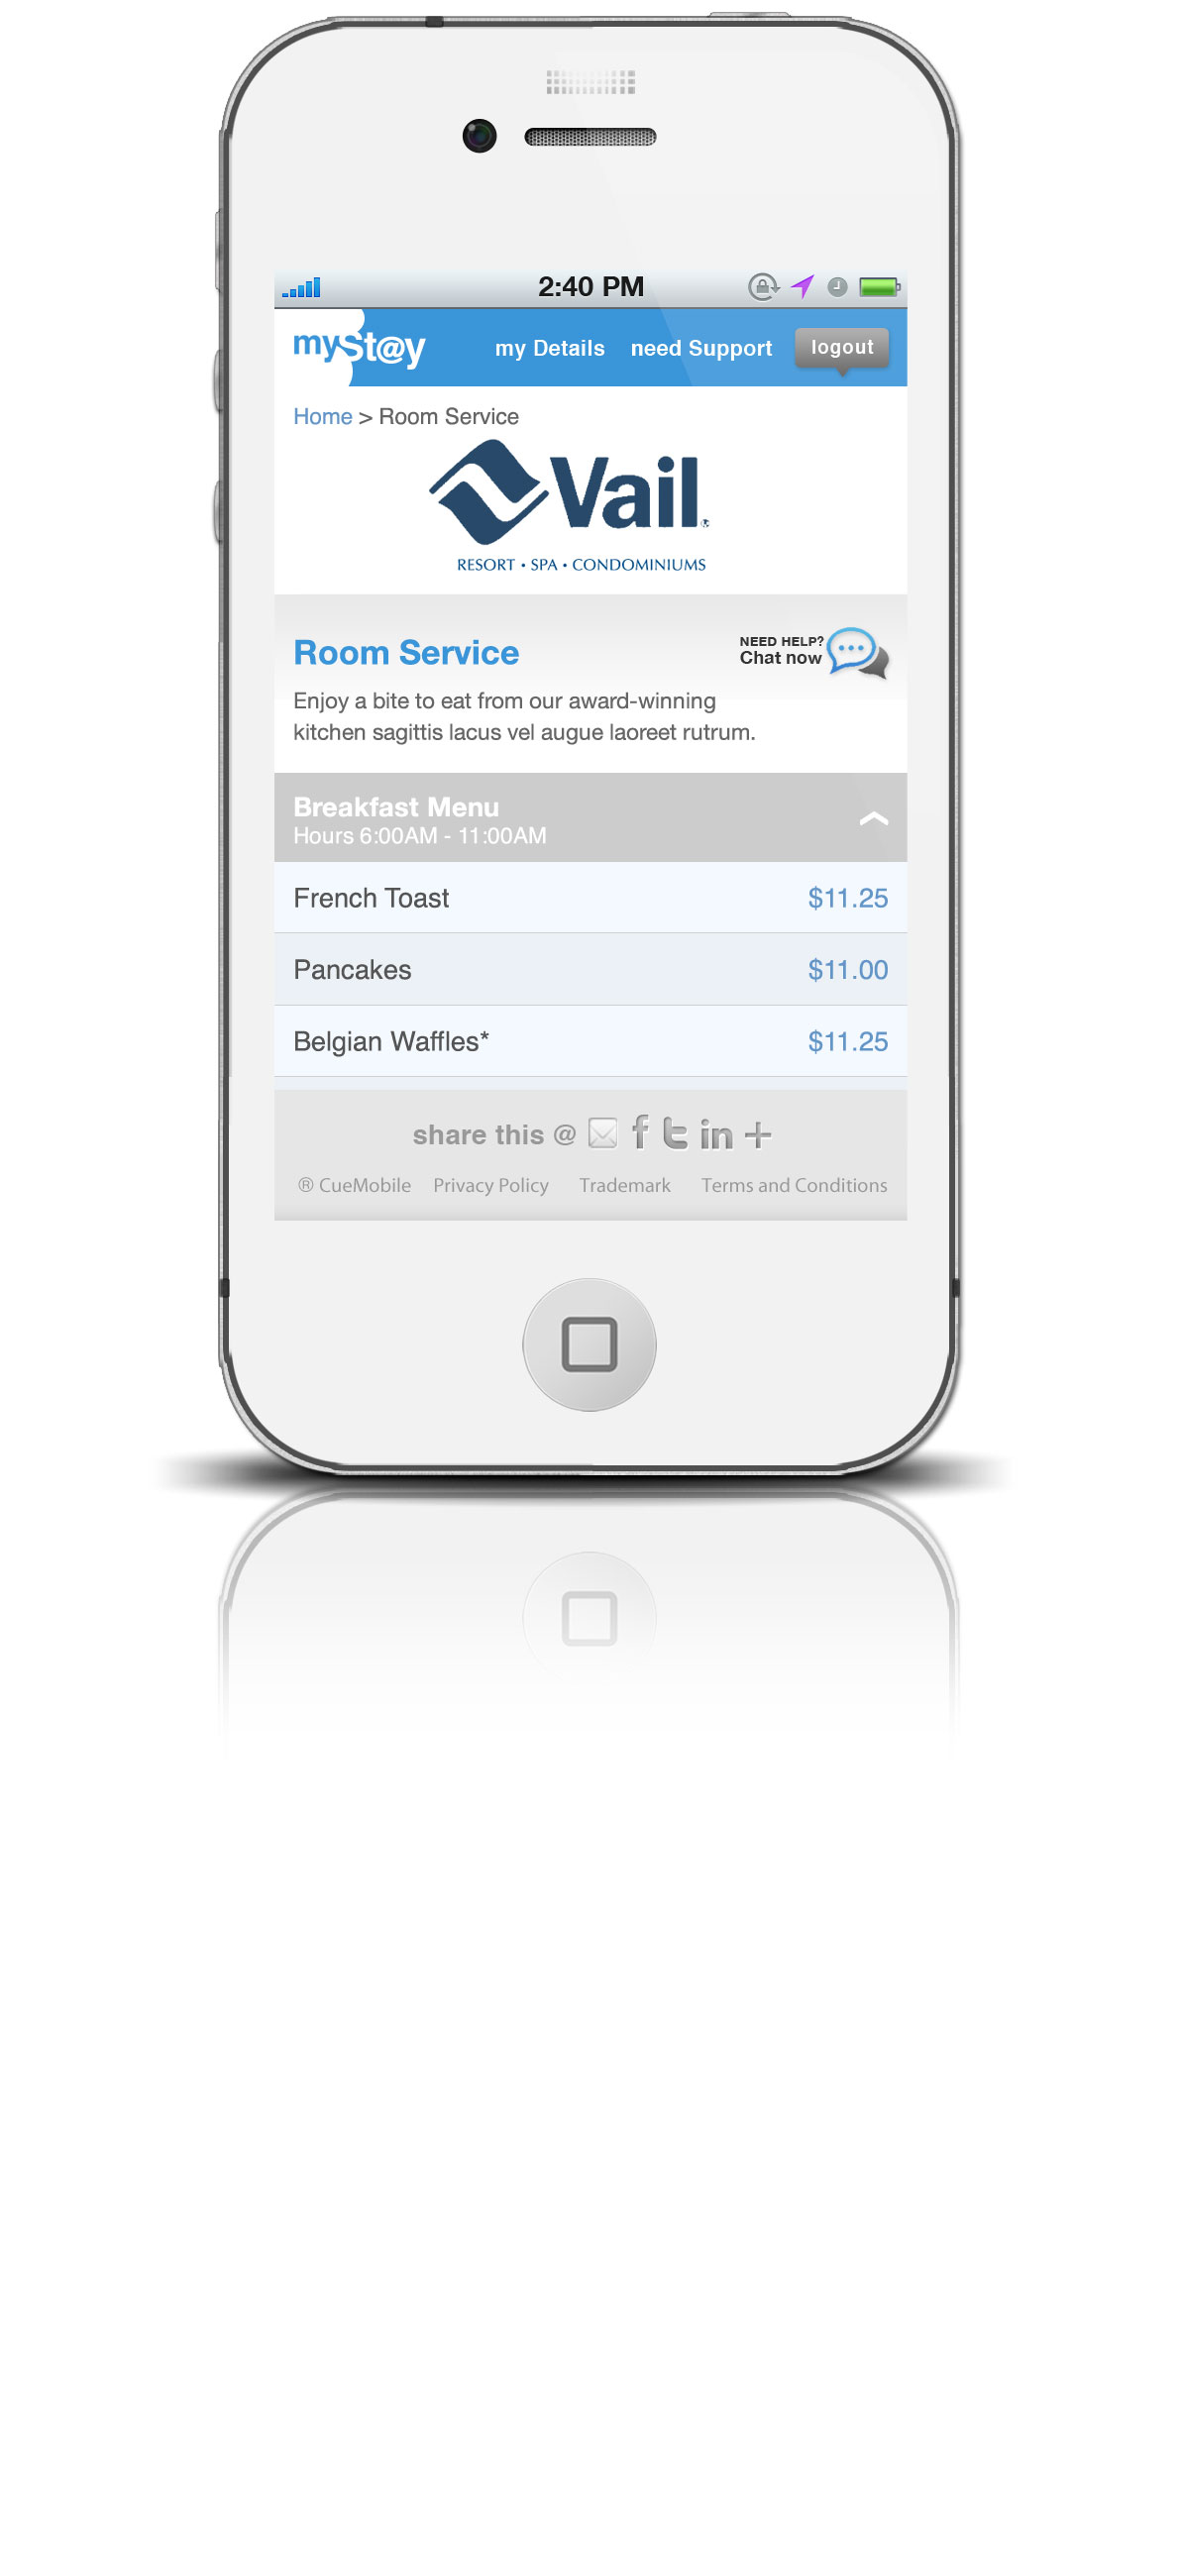 2:40 PM
mySt@y my Details need Support logout
Home > Room Service
Vail
RESORT • SPA • CONDOMINIUMS
Room Service
NEED HELP?
Chat now
Enjoy a bite to eat from our award-winning
kitchen sagittis lacus vel augue laoreet rutrum.
Breakfast Menu
Hours 6:00AM - 11:00AM
French Toast $11.25
Pancakes $11.00
Belgian Waffles* $11.25
share this @ f t in +
® CueMobile Privacy Policy Trademark Terms and Conditions